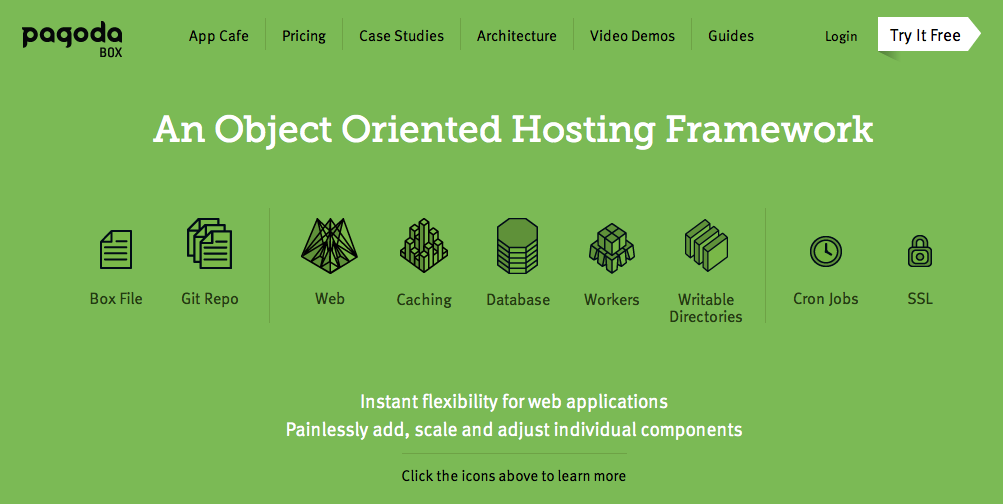 pagoda
BOX
App Cafe
Pricing
Case Studies
Architecture
Video Demos
Guides
Login
Try It Free
An Object Oriented Hosting Framework
Box File
Git Repo
Web
Caching
Database
Workers
Writable
Directories
Cron Jobs
SSL
Instant flexibility for web applications
Painlessly add, scale and adjust individual components
Click the icons above to learn more